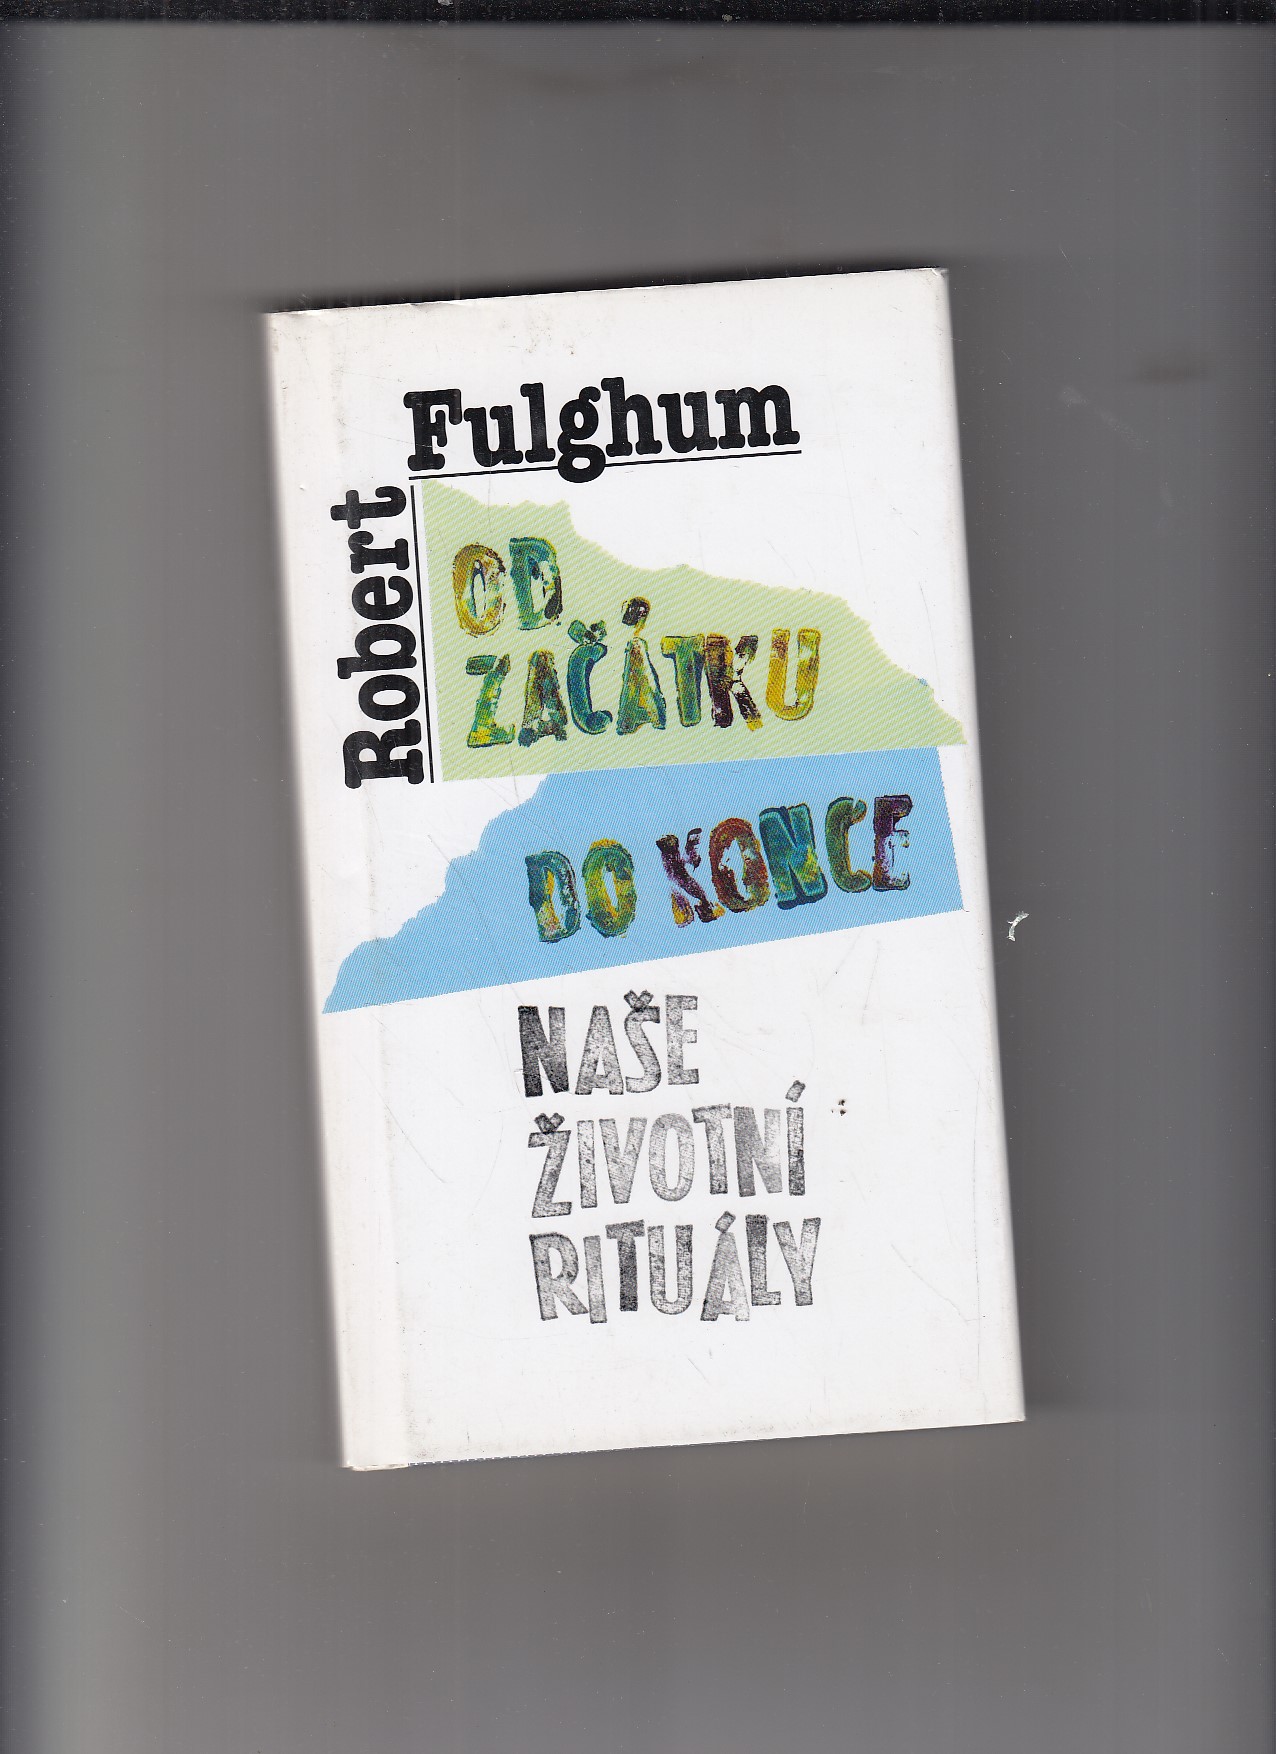 Robert
Fulghum
OD
ZAČÁTKU
DO KONCE
NAŠE
ŽIVOTNÍ
RITUÁLY